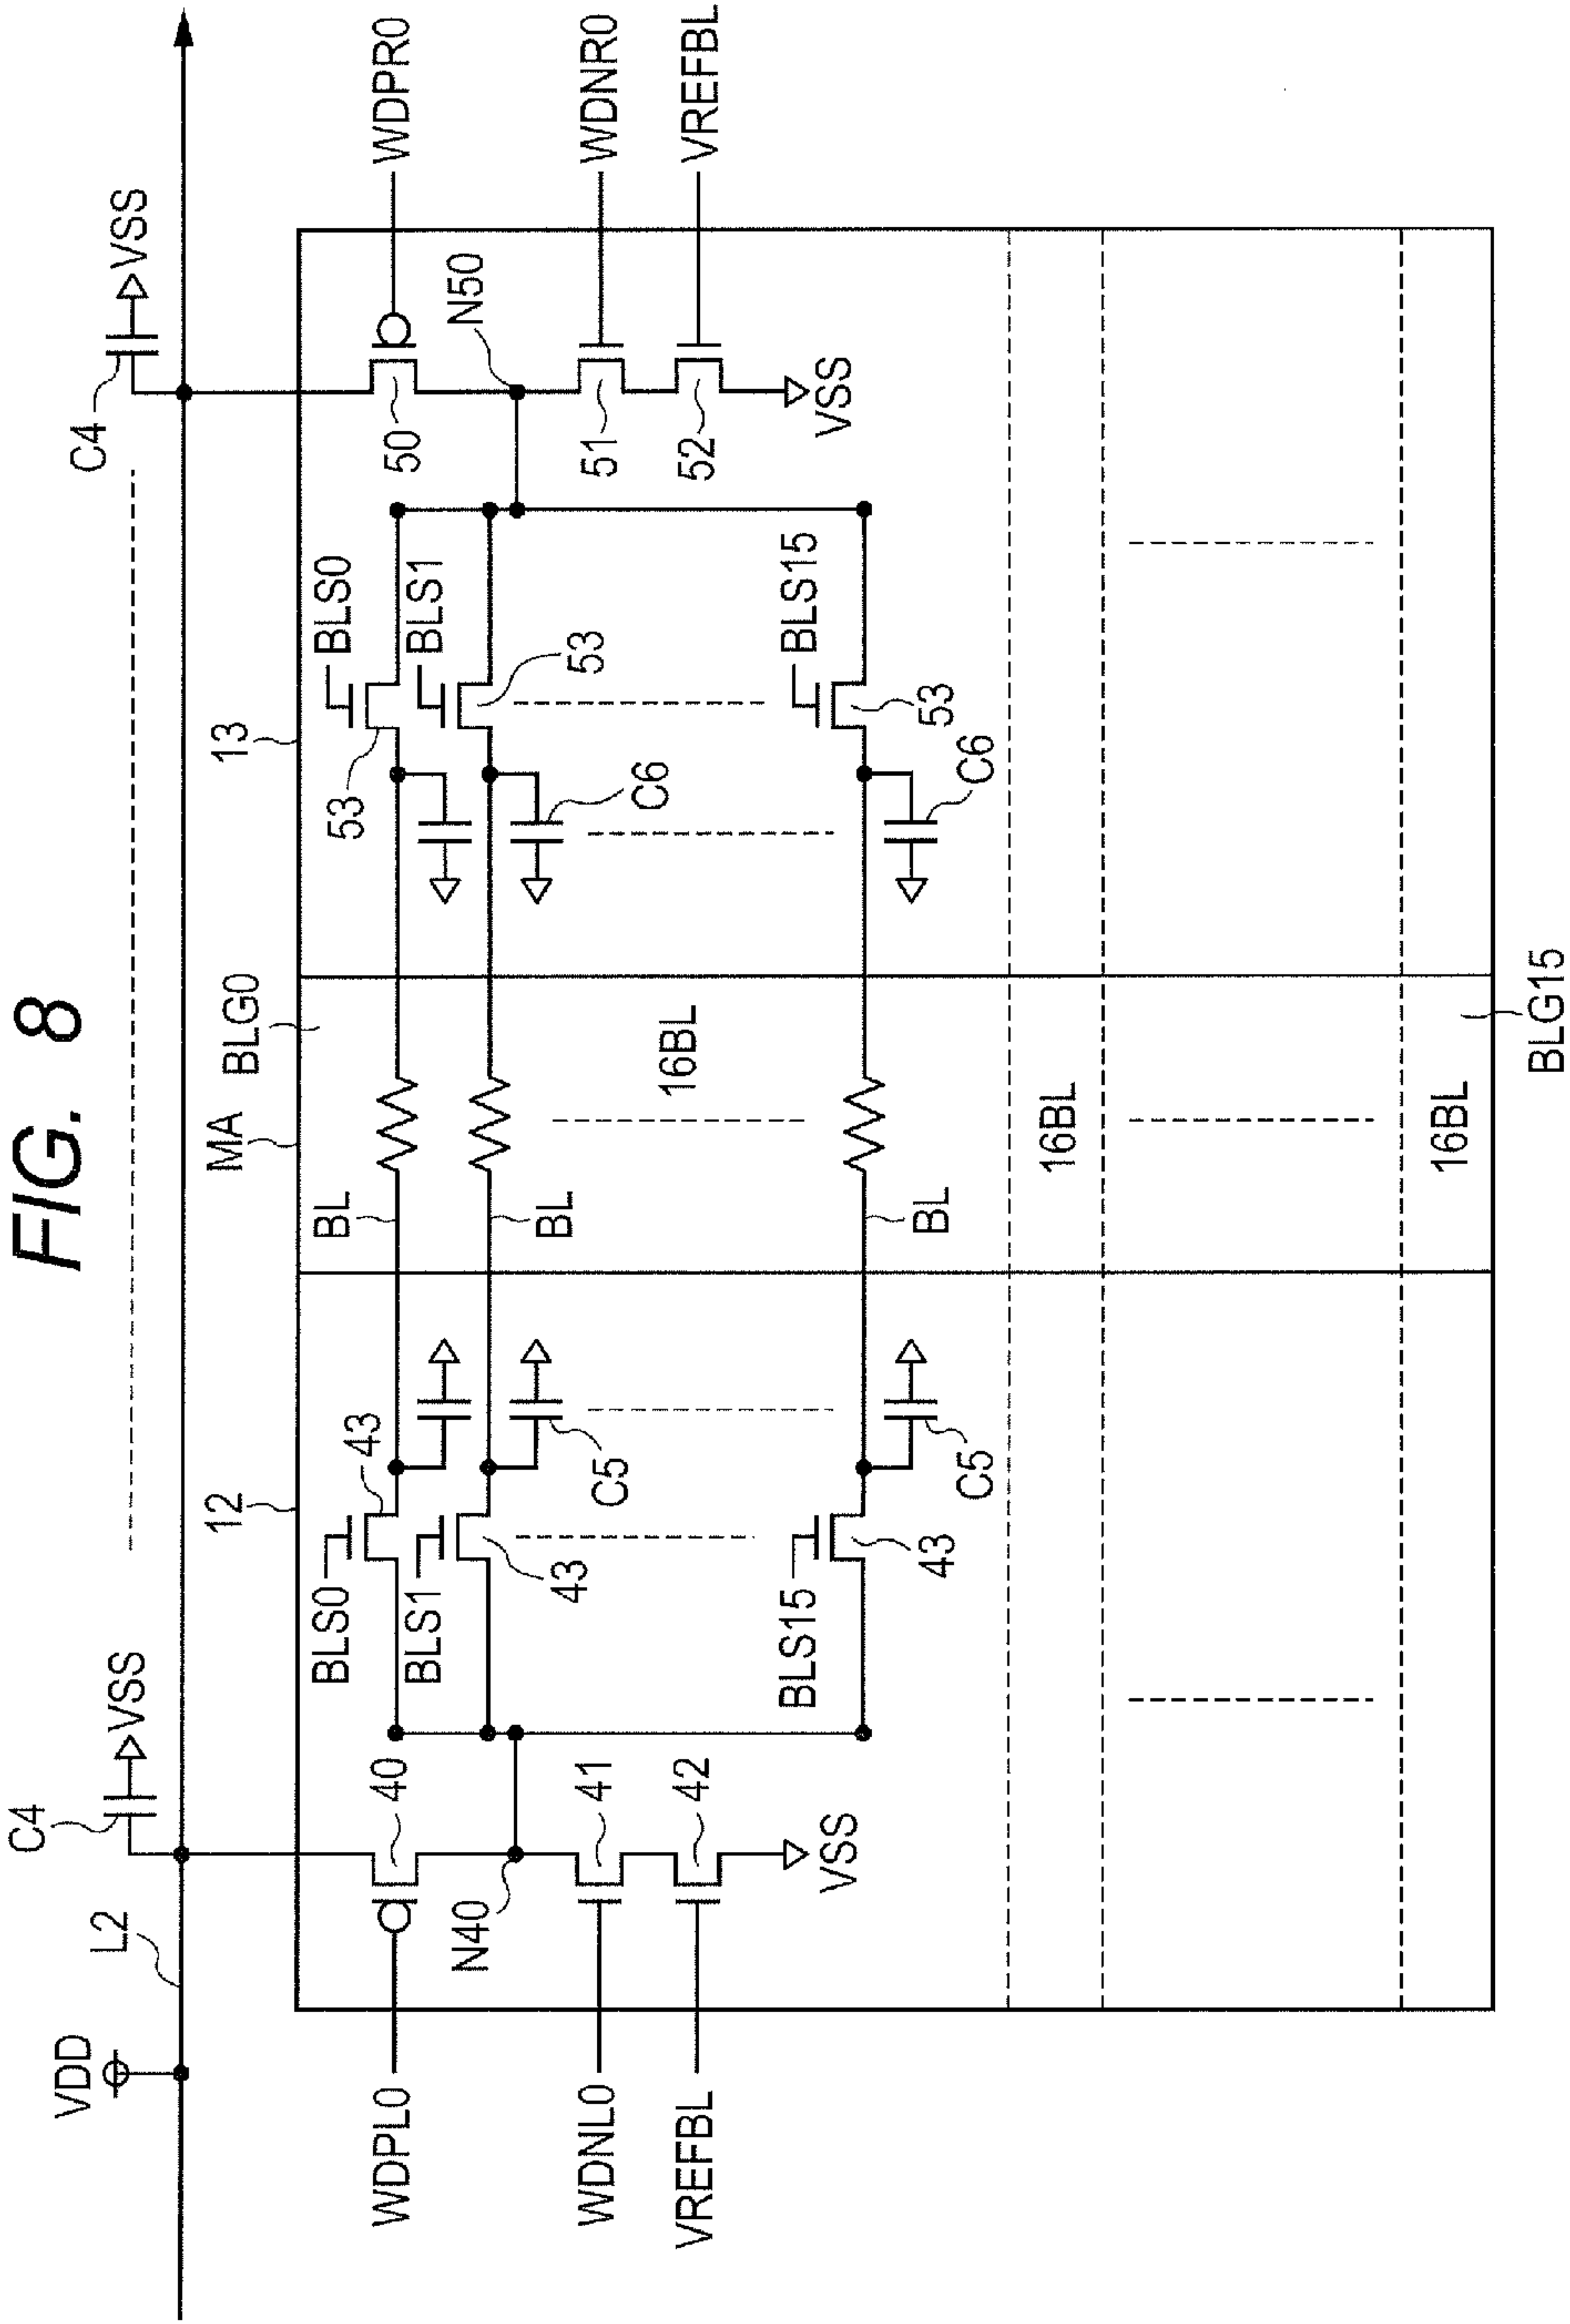 FIG. 8
VDD
L2
C4
VSS
C4
VSS
12
MA
BLG0
13
WDPL0
40
BLS0
43
BL
53
BLS0
50
WDPR0
N40
BLS1
43
C5
BL
16BL
C6
53
BLS1
N50
WDNL0
41
51
WDNR0
VREFBL
42
52
VREFBL
VSS
BLS15
43
C5
BL
C6
53
BLS15
VSS
16BL
16BL
BLG15